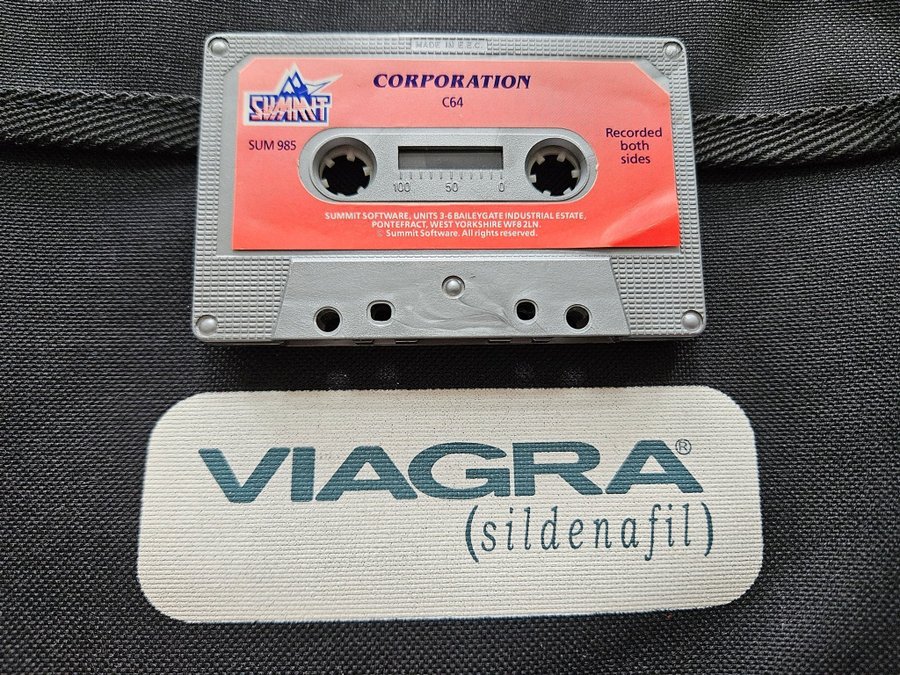 MADE IN E.E.C.
CORPORATION
C64
SUMMIT
SUM 985
Recorded
both
sides
100 50 0
SUMMIT SOFTWARE, UNITS 3-6 BAILEYGATE INDUSTRIAL ESTATE,
PONTEFRACT, WEST YORKSHIRE WF8 2LN.
© Summit Software. All rights reserved.
VIAGRA®
(sildenafil)